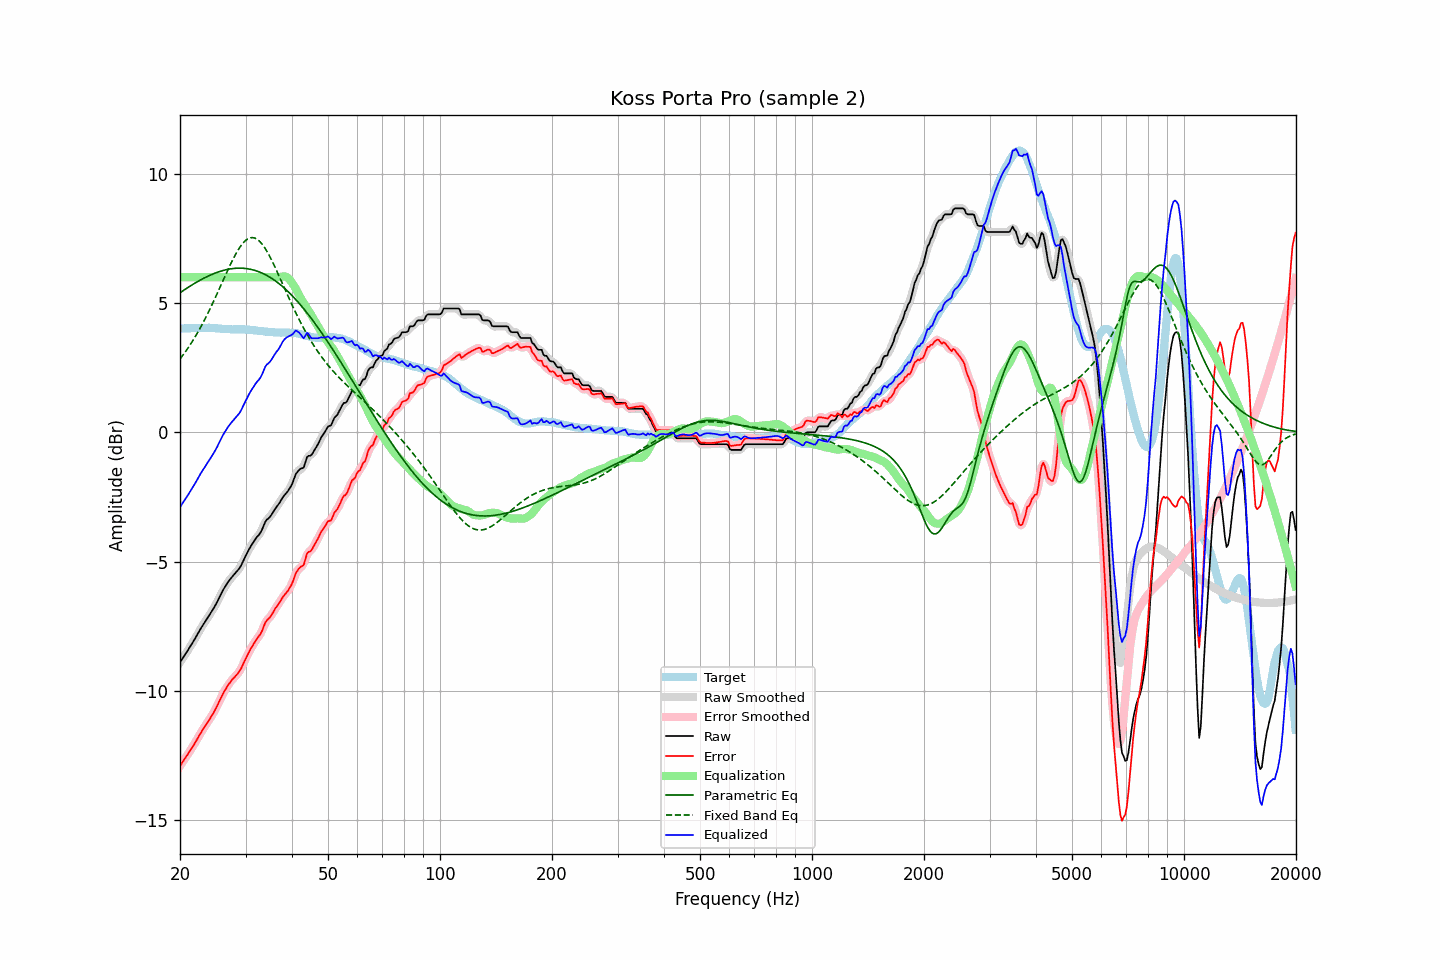 Koss Porta Pro (sample 2)
Amplitude (dBr)
10
5
0
−5
−10
−15
Target
Raw Smoothed
Error Smoothed
Raw
Error
Equalization
Parametric Eq
Fixed Band Eq
Equalized
20 50 100 200 500 1000 2000 5000 10000 20000
Frequency (Hz)